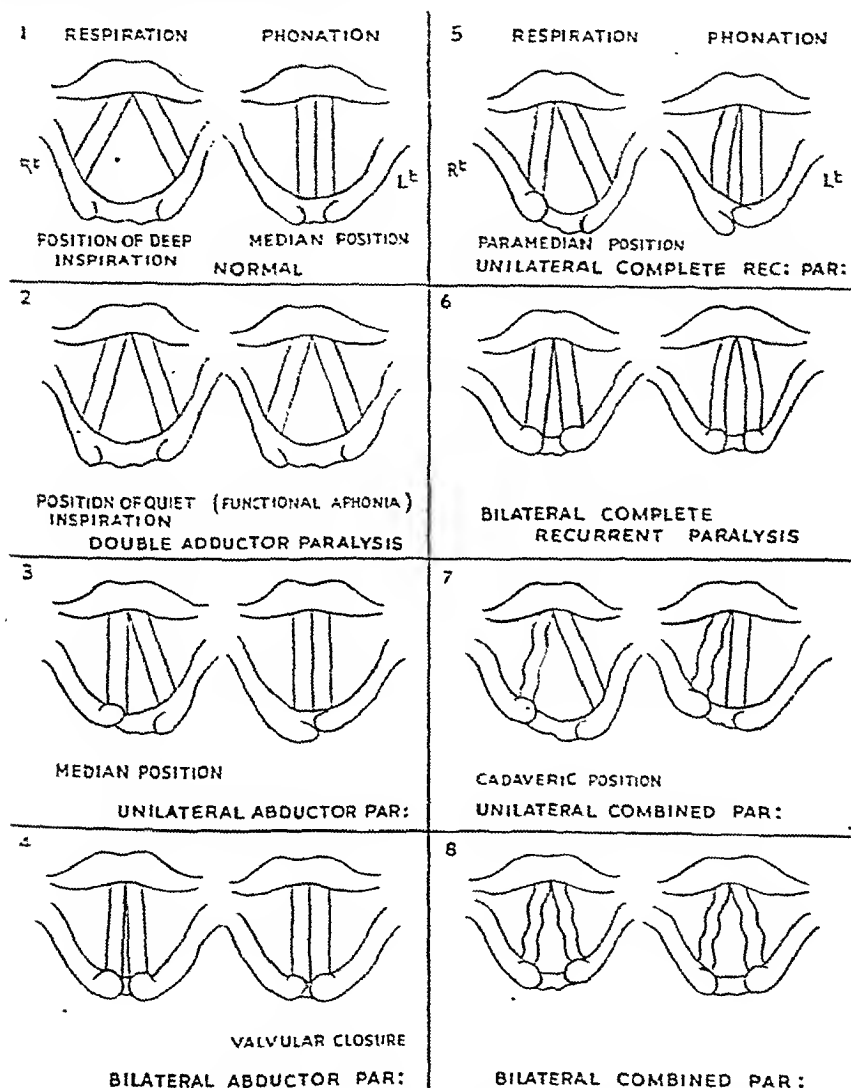 1 RESPIRATION PHONATION
Rt Lt
POSITION OF DEEP MEDIAN POSITION
INSPIRATION
NORMAL
2
POSITION OF QUIET (FUNCTIONAL APHONIA)
INSPIRATION
DOUBLE ADDUCTOR PARALYSIS
3
MEDIAN POSITION
UNILATERAL ABDUCTOR PAR:
4
VALVULAR CLOSURE
BILATERAL ABDUCTOR PAR:
5 RESPIRATION PHONATION
Rt Lt
PARAMEDIAN POSITION
UNILATERAL COMPLETE REC: PAR:
6
BILATERAL COMPLETE
RECURRENT PARALYSIS
7
CADAVERIC POSITION
UNILATERAL COMBINED PAR:
8
BILATERAL COMBINED PAR: